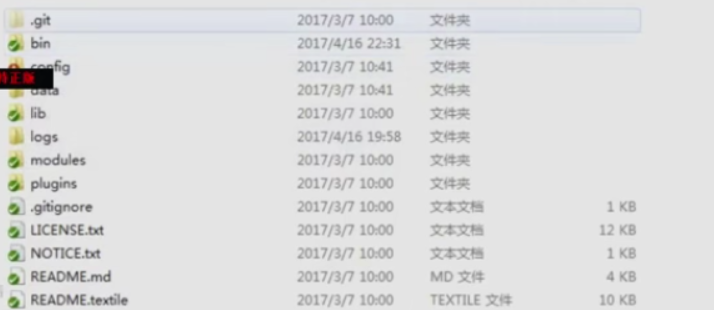 .git 2017/3/7 10:00 文件夹
bin 2017/4/16 22:31 文件夹
config 2017/3/7 10:41 文件夹
data 2017/3/7 10:41 文件夹
lib 2017/3/7 10:00 文件夹
logs 2017/4/16 19:58 文件夹
modules 2017/3/7 10:00 文件夹
plugins 2017/3/7 10:00 文件夹
.gitignore 2017/3/7 10:00 文本文档 1 KB
LICENSE.txt 2017/3/7 10:00 文本文档 12 KB
NOTICE.txt 2017/3/7 10:00 文本文档 1 KB
README.md 2017/3/7 10:00 MD 文件 4 KB
README.textile 2017/3/7 10:00 TEXTILE 文件 10 KB